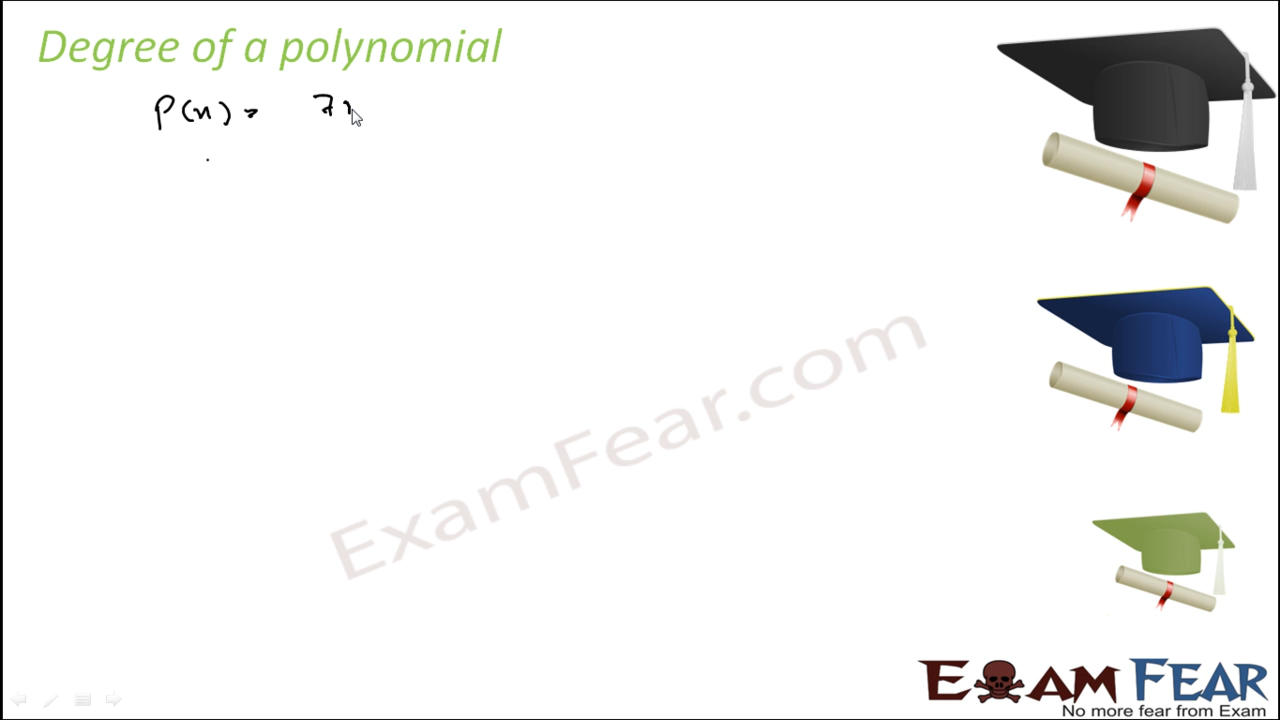 Degree of a polynomial
P(x) = 7
ExamFear.com
EXAM FEAR
No more fear from Exam